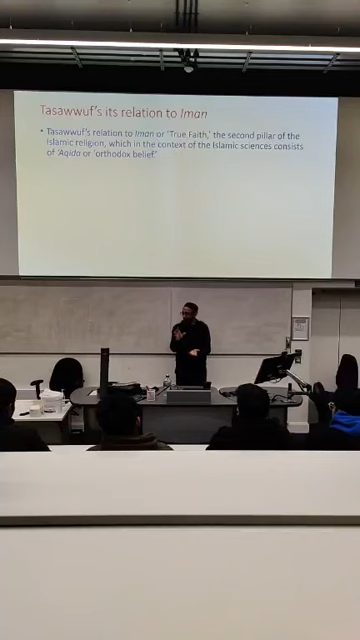 Tasawwuf's its relation to Iman
• Tasawwuf's relation to Iman or 'True Faith,' the second pillar of the
Islamic religion, which in the context of the Islamic sciences consists
of 'Aqida or 'orthodox belief.'